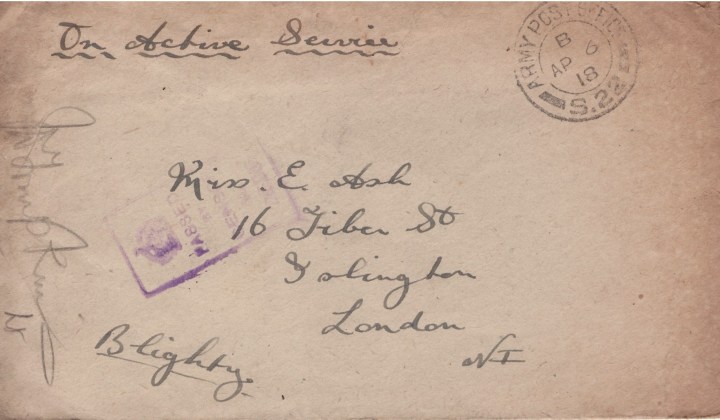 On Active Service
ARMY POST OFFICE
B 6
AP
18
S.22
PASSED
Miss. E. Ash
16 Tiber St
Islington
London
N1
Blighty.